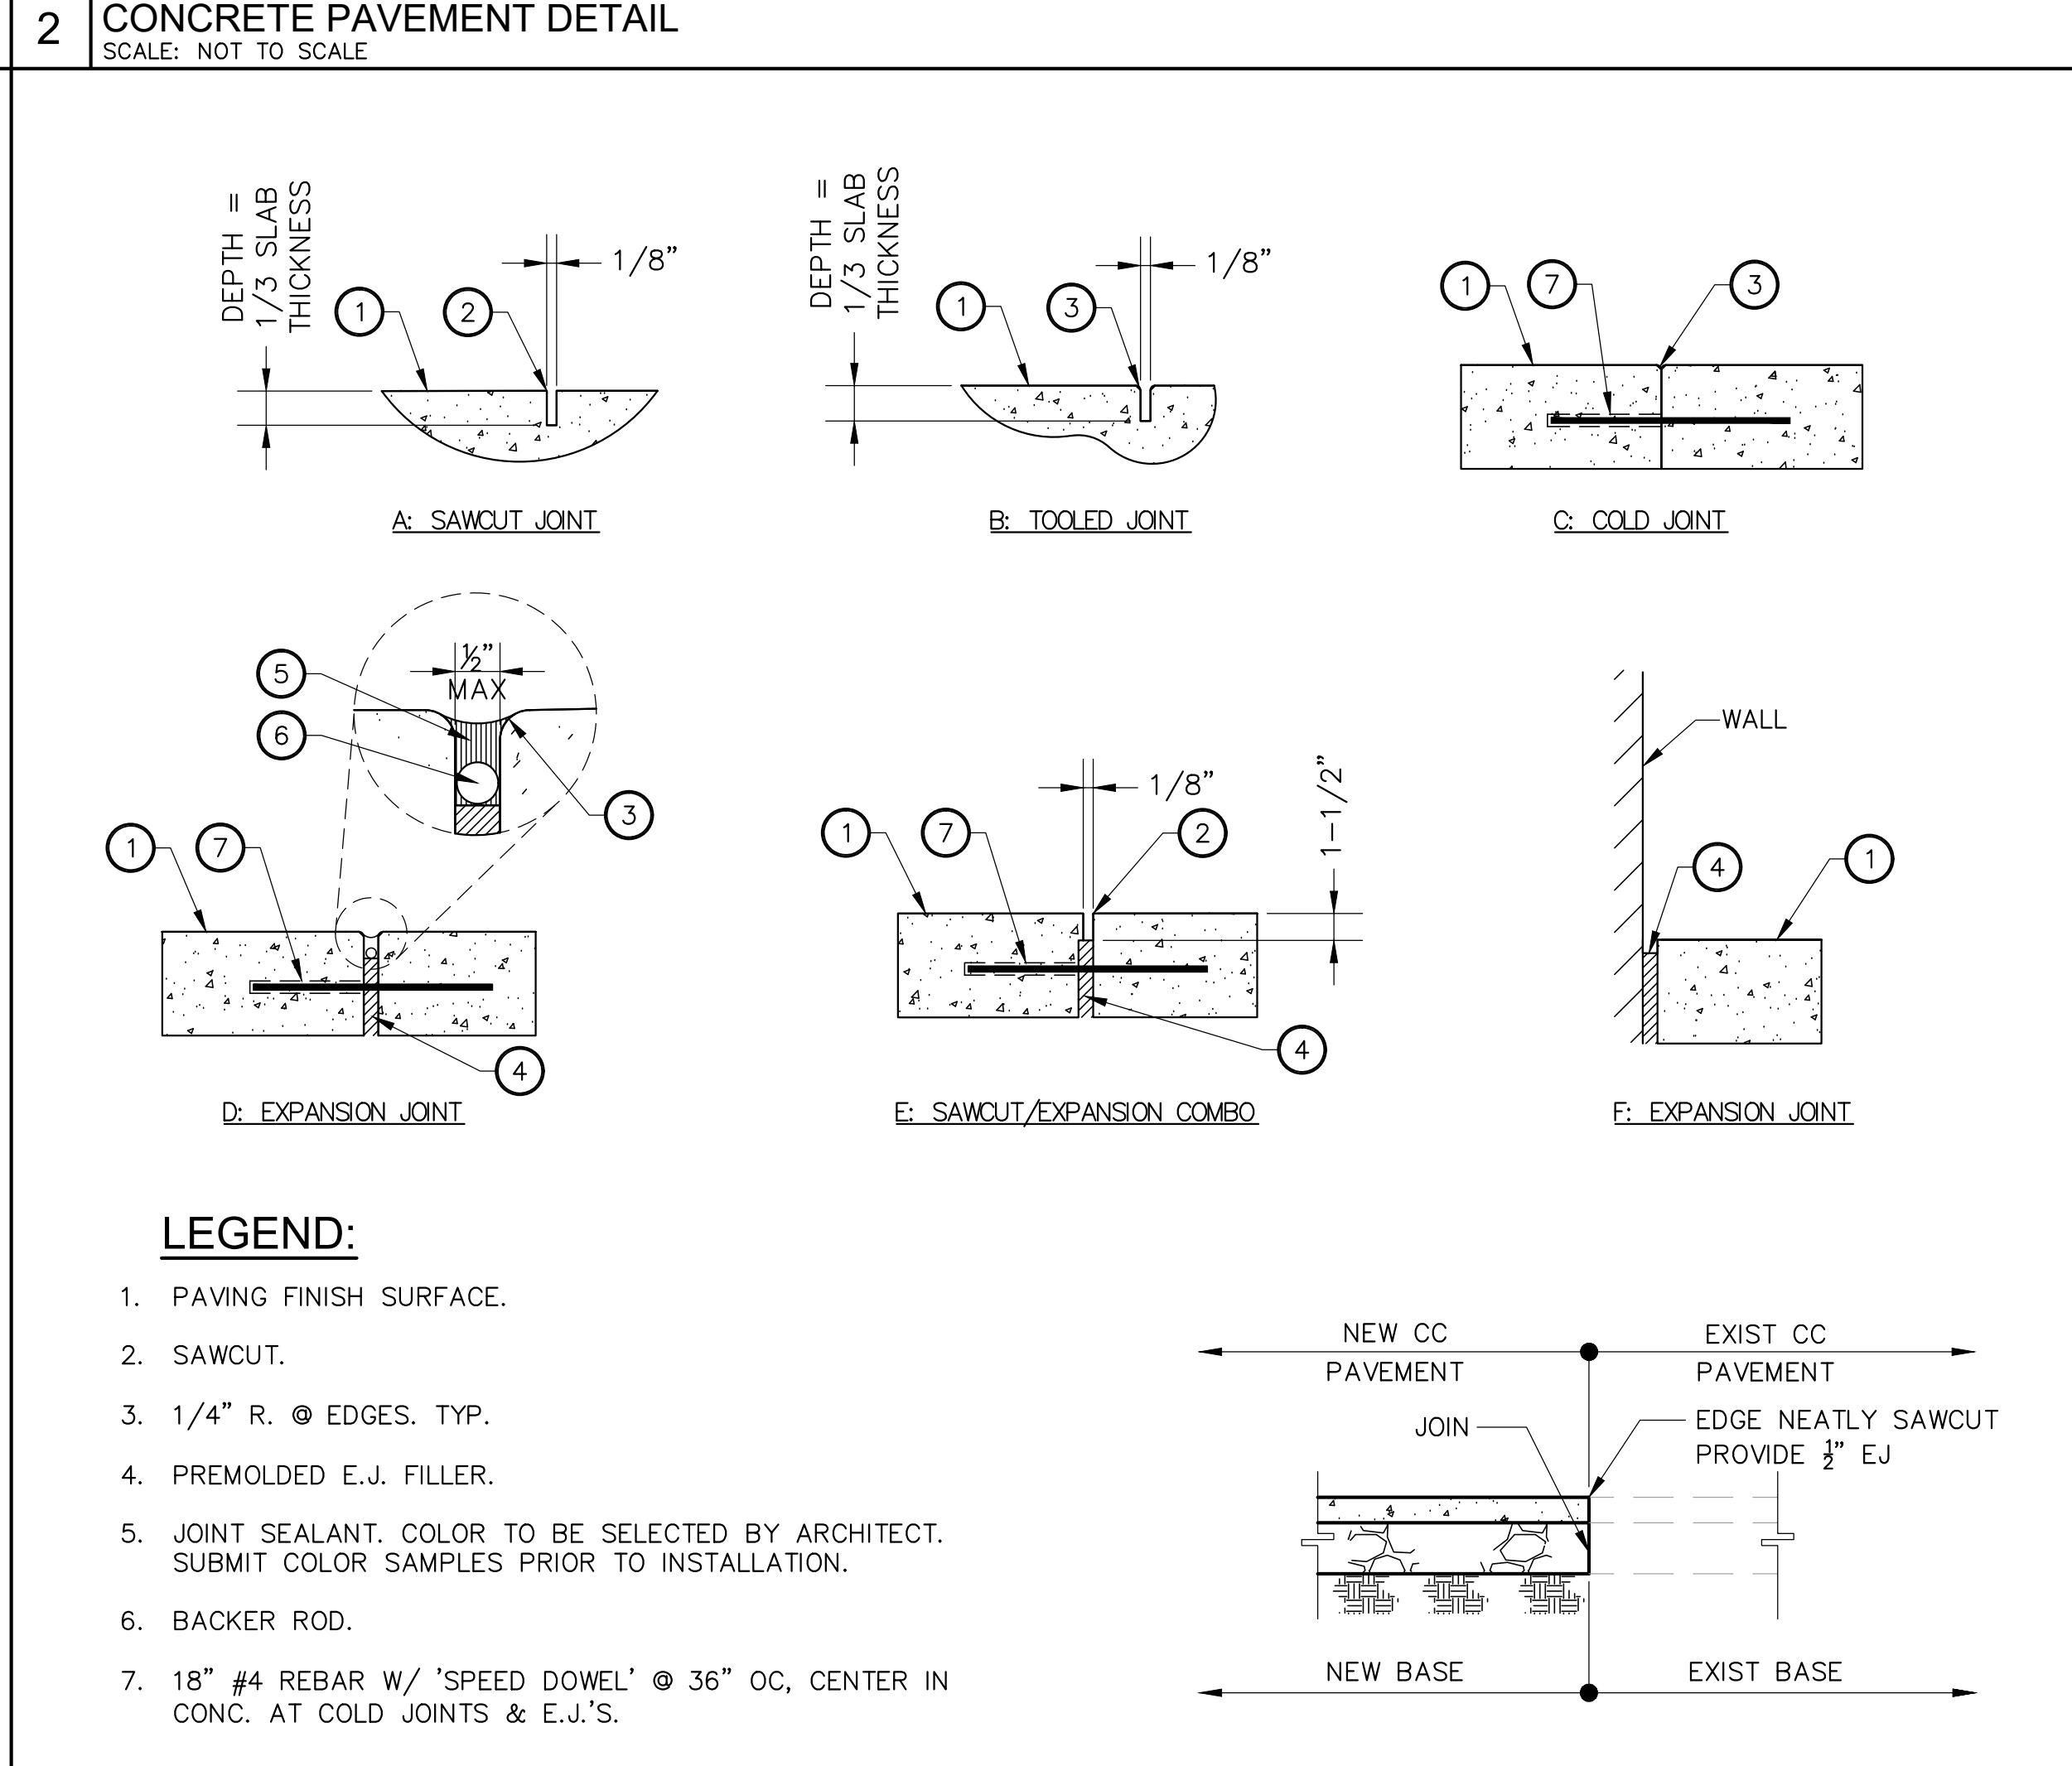 2
CONCRETE PAVEMENT DETAIL
SCALE: NOT TO SCALE
DEPTH =
1/3 SLAB
THICKNESS
1
2
1/8"
A: SAWCUT JOINT
DEPTH =
1/3 SLAB
THICKNESS
1
3
1/8"
B: TOOLED JOINT
1
7
3
C: COLD JOINT
5
6
1/2"
MAX
3
1
7
4
D: EXPANSION JOINT
1
7
1/8"
2
1-1/2"
4
E: SAWCUT/EXPANSION COMBO
WALL
4
1
F: EXPANSION JOINT
LEGEND:
1. PAVING FINISH SURFACE.
2. SAWCUT.
3. 1/4" R. @ EDGES. TYP.
4. PREMOLDED E.J. FILLER.
5. JOINT SEALANT. COLOR TO BE SELECTED BY ARCHITECT.
SUBMIT COLOR SAMPLES PRIOR TO INSTALLATION.
6. BACKER ROD.
7. 18" #4 REBAR W/ 'SPEED DOWEL' @ 36" OC, CENTER IN
CONC. AT COLD JOINTS & E.J.'S.
NEW CC
PAVEMENT
EXIST CC
PAVEMENT
JOIN
EDGE NEATLY SAWCUT
PROVIDE 1/2" EJ
NEW BASE
EXIST BASE